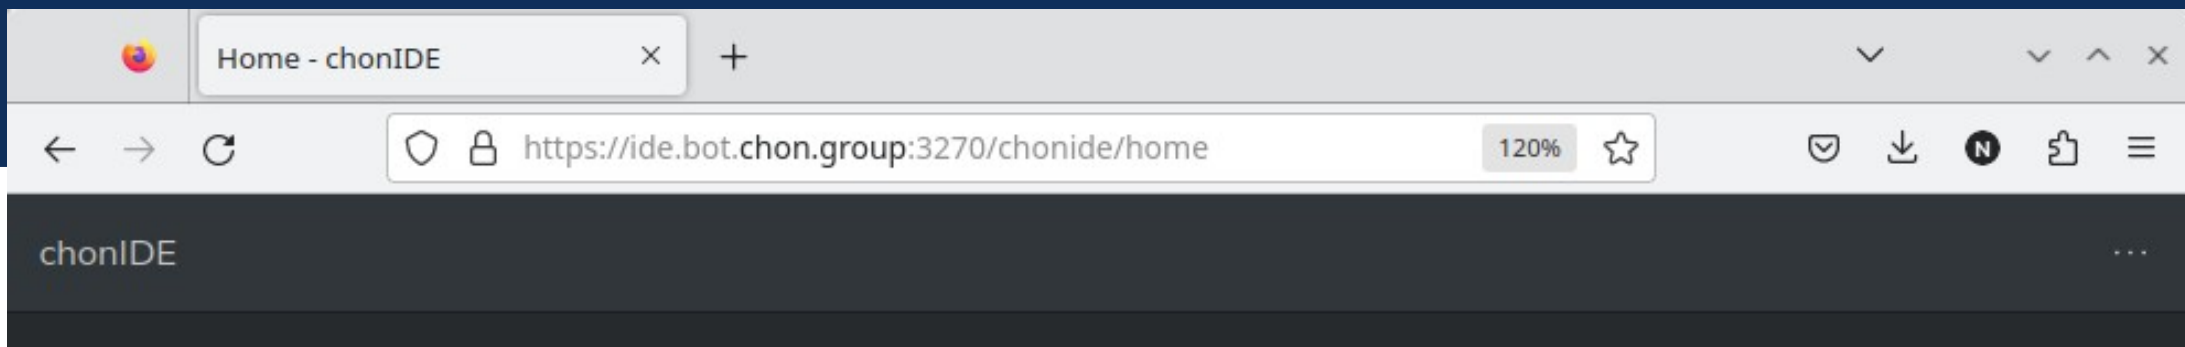 Home - chonIDE
https://ide.bot.chon.group:3270/chonide/home 120%
N
chonIDE ...